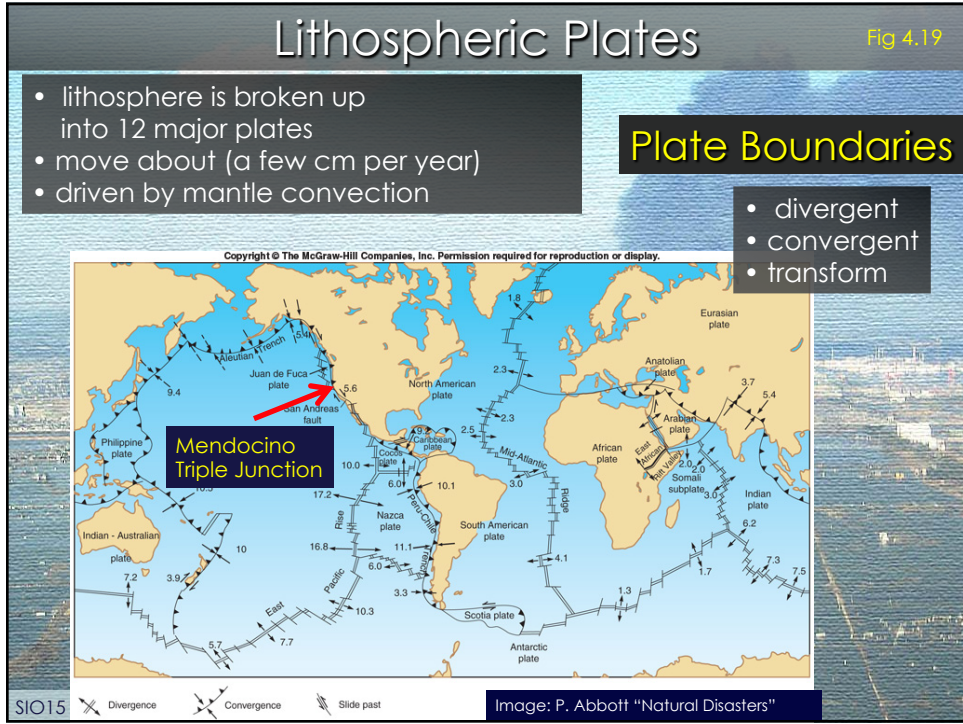 Lithospheric Plates
Fig 4.19
• lithosphere is broken up
into 12 major plates
• move about (a few cm per year)
• driven by mantle convection
Plate Boundaries
• divergent
• convergent
• transform
Copyright © The McGraw-Hill Companies, Inc. Permission required for reproduction or display.
1.8
Eurasian
plate
5.4
Aleutian Trench
Juan de Fuca
plate
2.3
Anatolian
plate
3.7
5.4
9.4
5.6
North American
plate
San Andreas
fault
2.3
Arabian
plate
Philippine
plate
Mendocino
Triple Junction
2.5
Caribbean
plate
Cocos
plate
Mid-Atlantic
Ridge
African
plate
East
African
Rift Valley
2.0
2.0
Somali
subplate
10.0
6.0
3.0
3.0
Indian
plate
10.1
17.2
Nazca
plate
Peru-Chile
Trench
South American
plate
6.2
Indian - Australian
plate
10
16.8
11.1
6.0
4.1
7.3
7.5
7.2
3.9
East
Pacific
Rise
3.3
1.7
10.3
1.3
Scotia plate
5.7
7.7
Antarctic
plate
SIO15
Divergence
Convergence
Slide past
Image: P. Abbott “Natural Disasters”